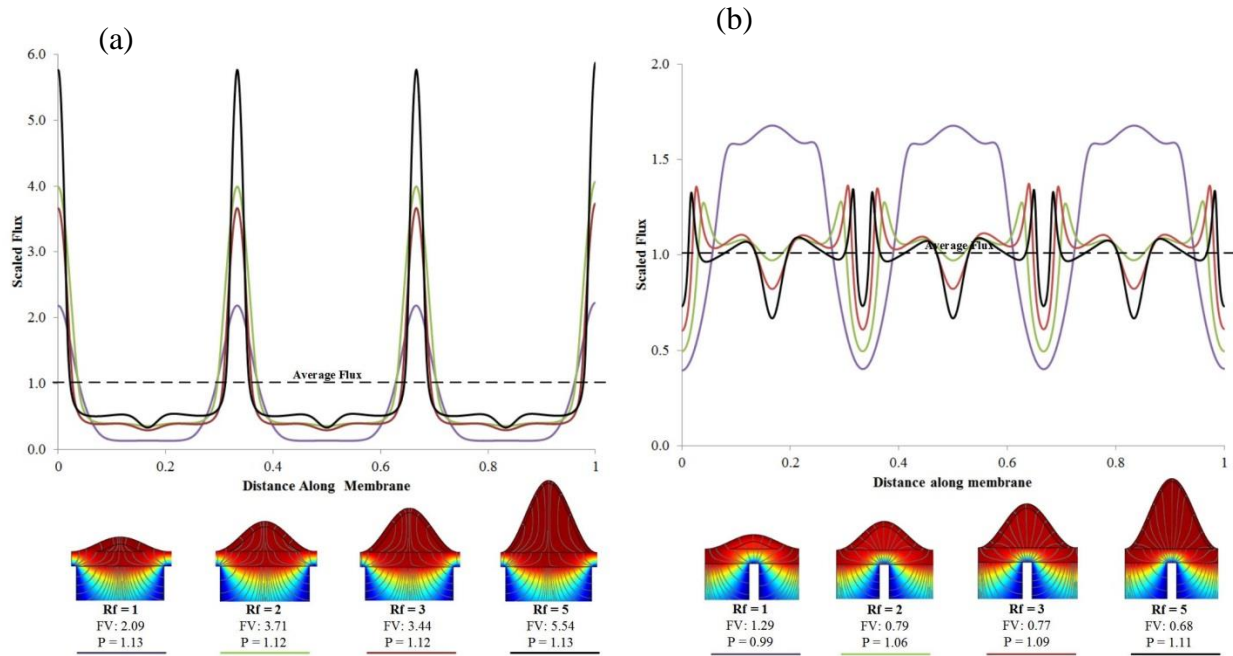 (a)
6.0
5.0
4.0
3.0
2.0
1.0
0.0
Scaled Flux
Average Flux
0
0.2
0.4
0.6
0.8
1
Distance Along Membrane
Rf = 1
FV: 2.09
P = 1.13
Rf = 2
FV: 3.71
P = 1.12
Rf = 3
FV: 3.44
P = 1.12
Rf = 5
FV: 5.54
P = 1.13
(b)
2.0
1.5
1.0
0.5
0.0
Scaled Flux
Average Flux
0
0.2
0.4
0.6
0.8
1
Distance along membrane
Rf = 1
FV: 1.29
P = 0.99
Rf = 2
FV: 0.79
P = 1.06
Rf = 3
FV: 0.77
P = 1.09
Rf = 5
FV: 0.68
P = 1.11